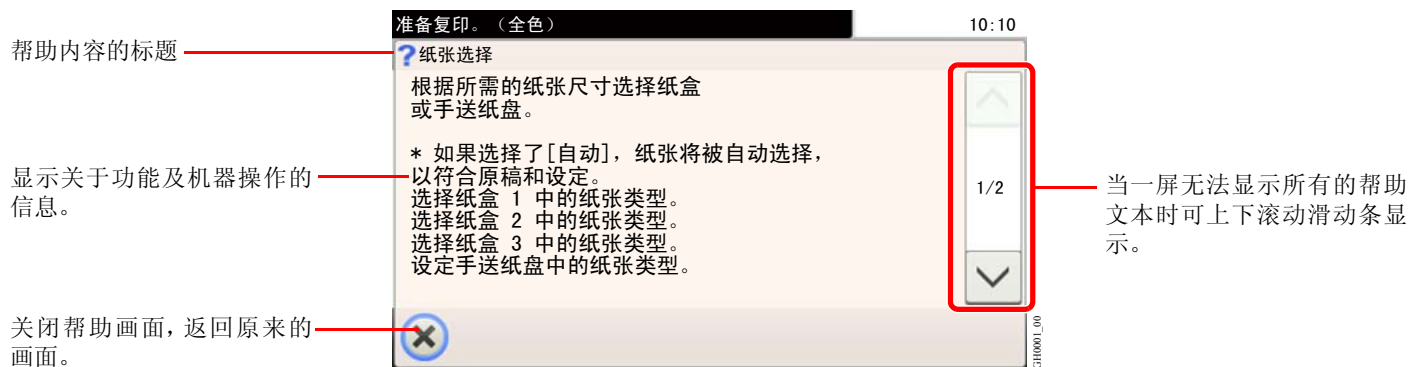 准备复印。（全色）
10:10
帮助内容的标题
?纸张选择
根据所需的纸张尺寸选择纸盒
或手送纸盘。
* 如果选择了[自动]，纸张将被自动选择，
以符合原稿和设定。
选择纸盒 1 中的纸张类型。
选择纸盒 2 中的纸张类型。
选择纸盒 3 中的纸张类型。
设定手送纸盘中的纸张类型。
1/2
显示关于功能及机器操作的
信息。
当一屏无法显示所有的帮助
文本时可上下滚动滑动条显
示。
关闭帮助画面，返回原来的
画面。
GH0001_00